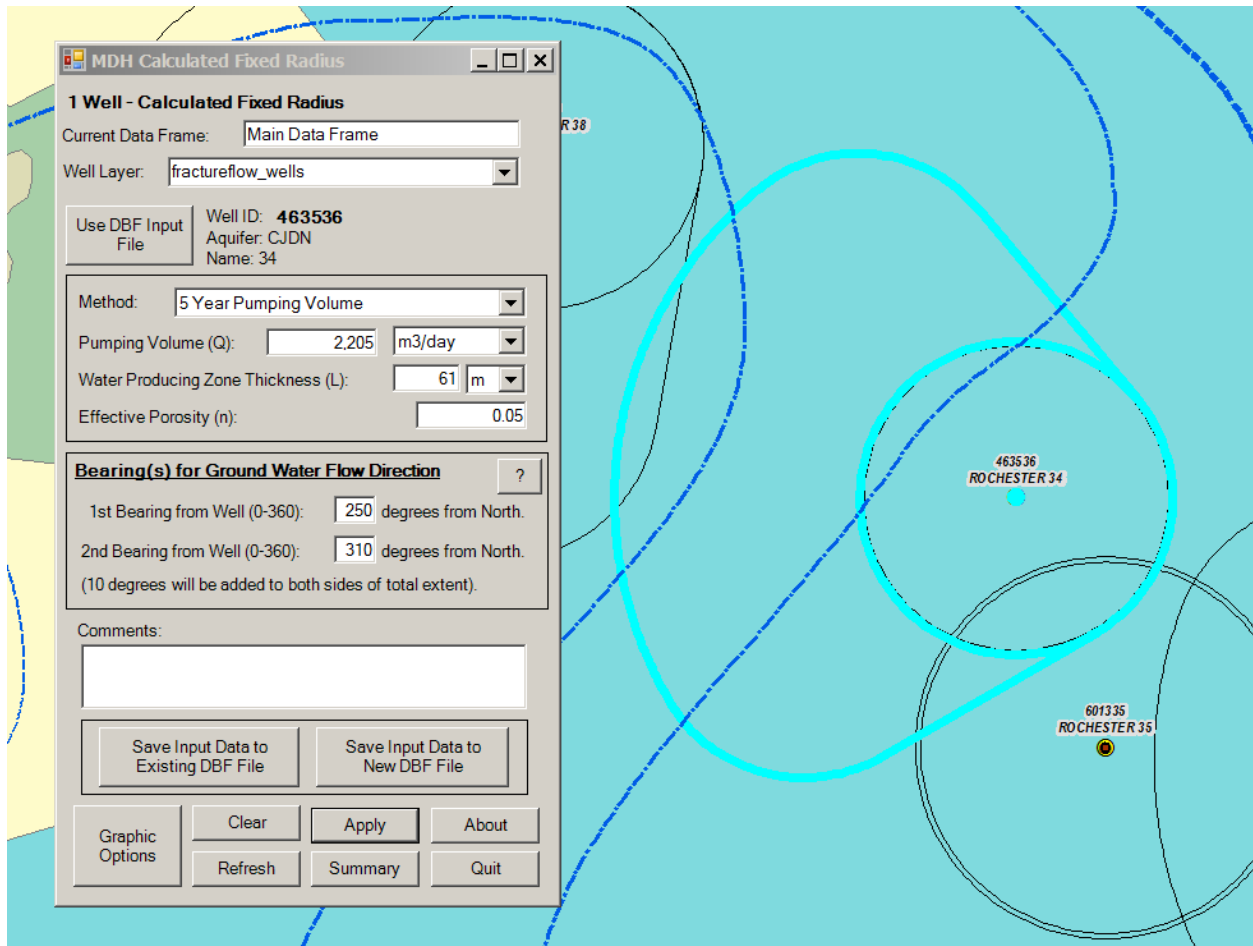 MDH Calculated Fixed Radius
1 Well - Calculated Fixed Radius
Current Data Frame: Main Data Frame
Well Layer: fractureflow_wells
Use DBF Input
File
Well ID: 463536
Aquifer: CJDN
Name: 34
Method: 5 Year Pumping Volume
Pumping Volume (Q): 2,205 m3/day
Water Producing Zone Thickness (L): 61 m
Effective Porosity (n): 0.05
Bearing(s) for Ground Water Flow Direction ?
1st Bearing from Well (0-360): 250 degrees from North.
2nd Bearing from Well (0-360): 310 degrees from North.
(10 degrees will be added to both sides of total extent).
Comments:
Save Input Data to
Existing DBF File
Save Input Data to
New DBF File
Graphic
Options
Clear
Apply
About
Refresh
Summary
Quit
R 38
463536
ROCHESTER 34
601335
ROCHESTER 35